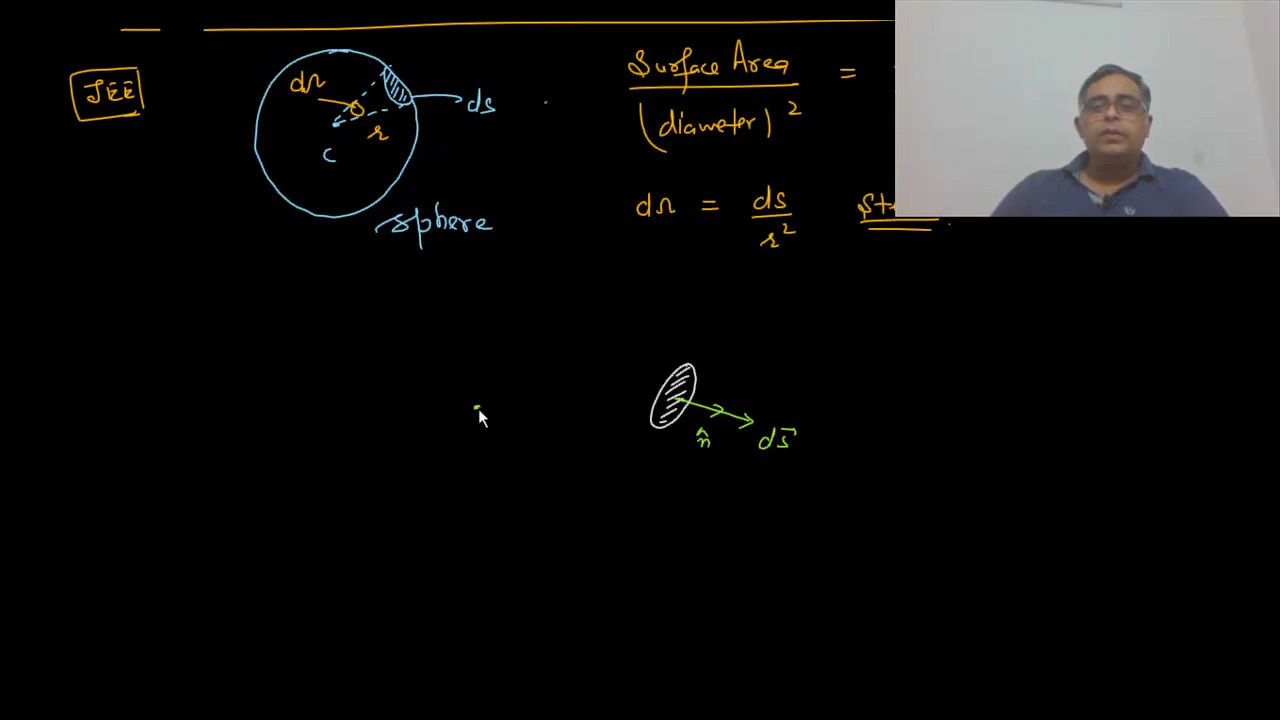 JEE
dΩ
ds
r
c
sphere
Surface Area =
(diameter)²
dΩ = ds
r²
n̂
ds⃗